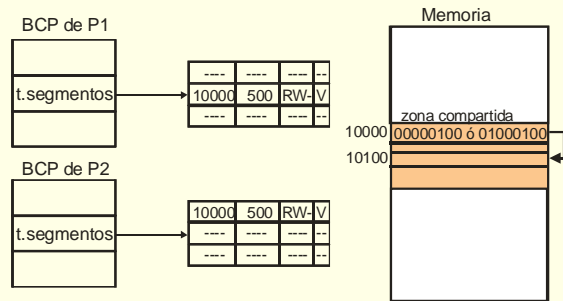 BCP de P1
t.segmentos
---- ---- ---- --
10000 500 RW- V
---- ---- ---- --
BCP de P2
t.segmentos
10000 500 RW- V
---- ---- ---- --
---- ---- ---- --
Memoria
zona compartida
10000 00000100 ó 01000100
10100